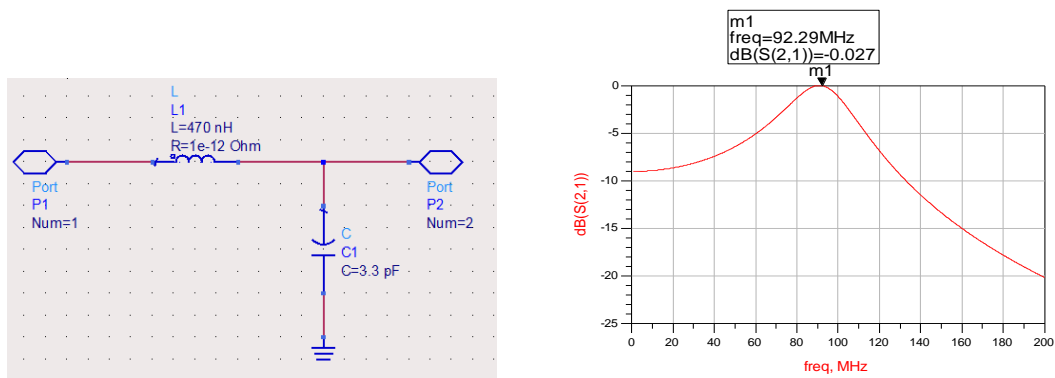 L
L1
L=470 nH
R=1e-12 Ohm
Port
P1
Num=1
Port
P2
Num=2
C
C1
C=3.3 pF
m1
freq=92.29MHz
dB(S(2,1))=-0.027
m1
dB(S(2,1))
0
-5
-10
-15
-20
-25
0 20 40 60 80 100 120 140 160 180 200
freq, MHz